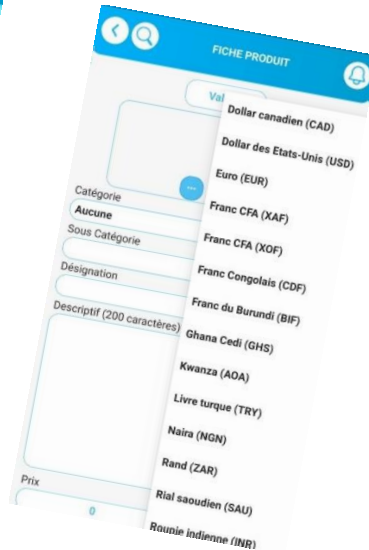 FICHE PRODUIT
Val
Catégorie
Aucune
Sous Catégorie
Désignation
Descriptif (200 caractères)
Prix
0
Dollar canadien (CAD)
Dollar des Etats-Unis (USD)
Euro (EUR)
Franc CFA (XAF)
Franc CFA (XOF)
Franc Congolais (CDF)
Franc du Burundi (BIF)
Ghana Cedi (GHS)
Kwanza (AOA)
Livre turque (TRY)
Naira (NGN)
Rand (ZAR)
Rial saoudien (SAU)
Roupie indienne (INR)